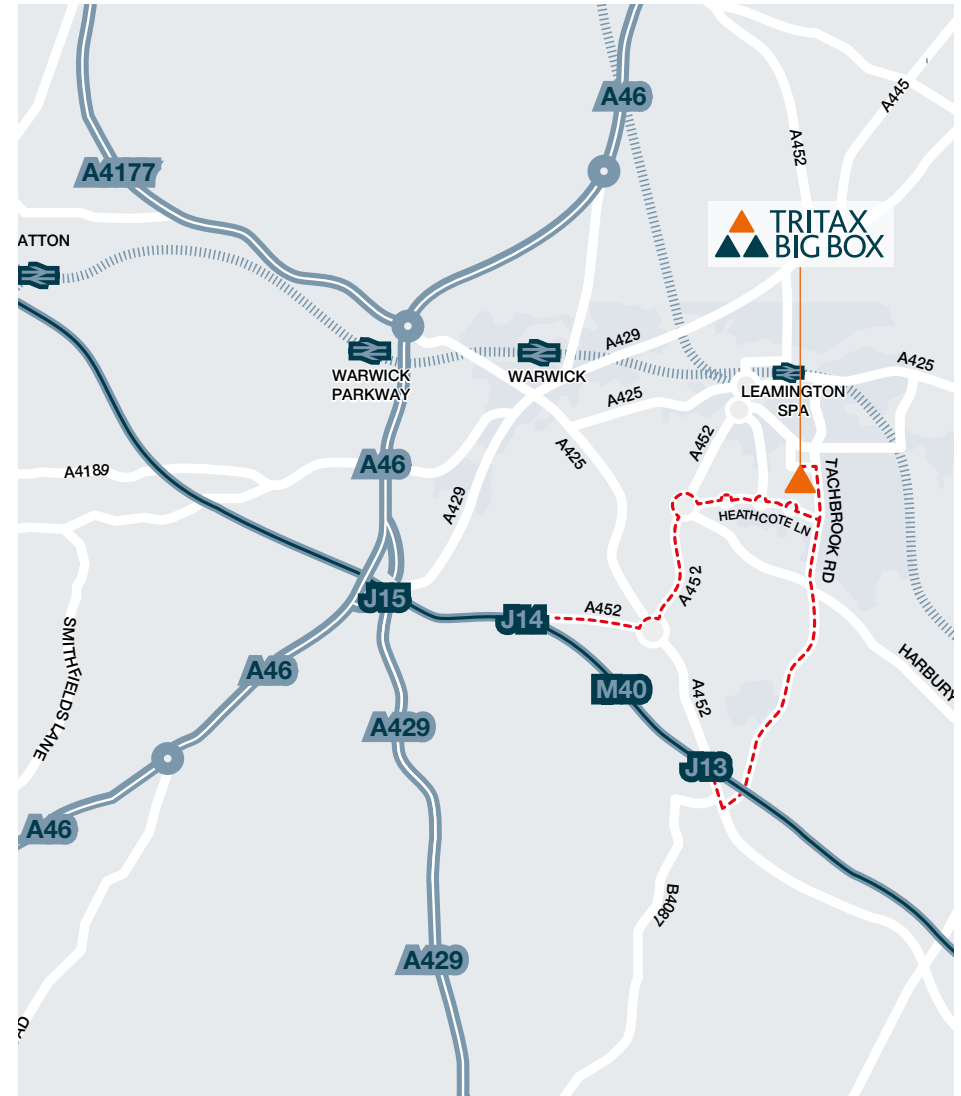 A46
A445
A452
A4177
TRITAX
BIG BOX
ATTON
A429
WARWICK
PARKWAY
WARWICK
A425
LEAMINGTON
SPA
A425
A452
A425
A46
A4189
A429
HEATHCOTE LN
TACHBROOK RD
A452
J15
J14
A452
SMITHFIELDS LANE
A46
HARBURY
M40
A452
A429
J13
A46
B4087
A429